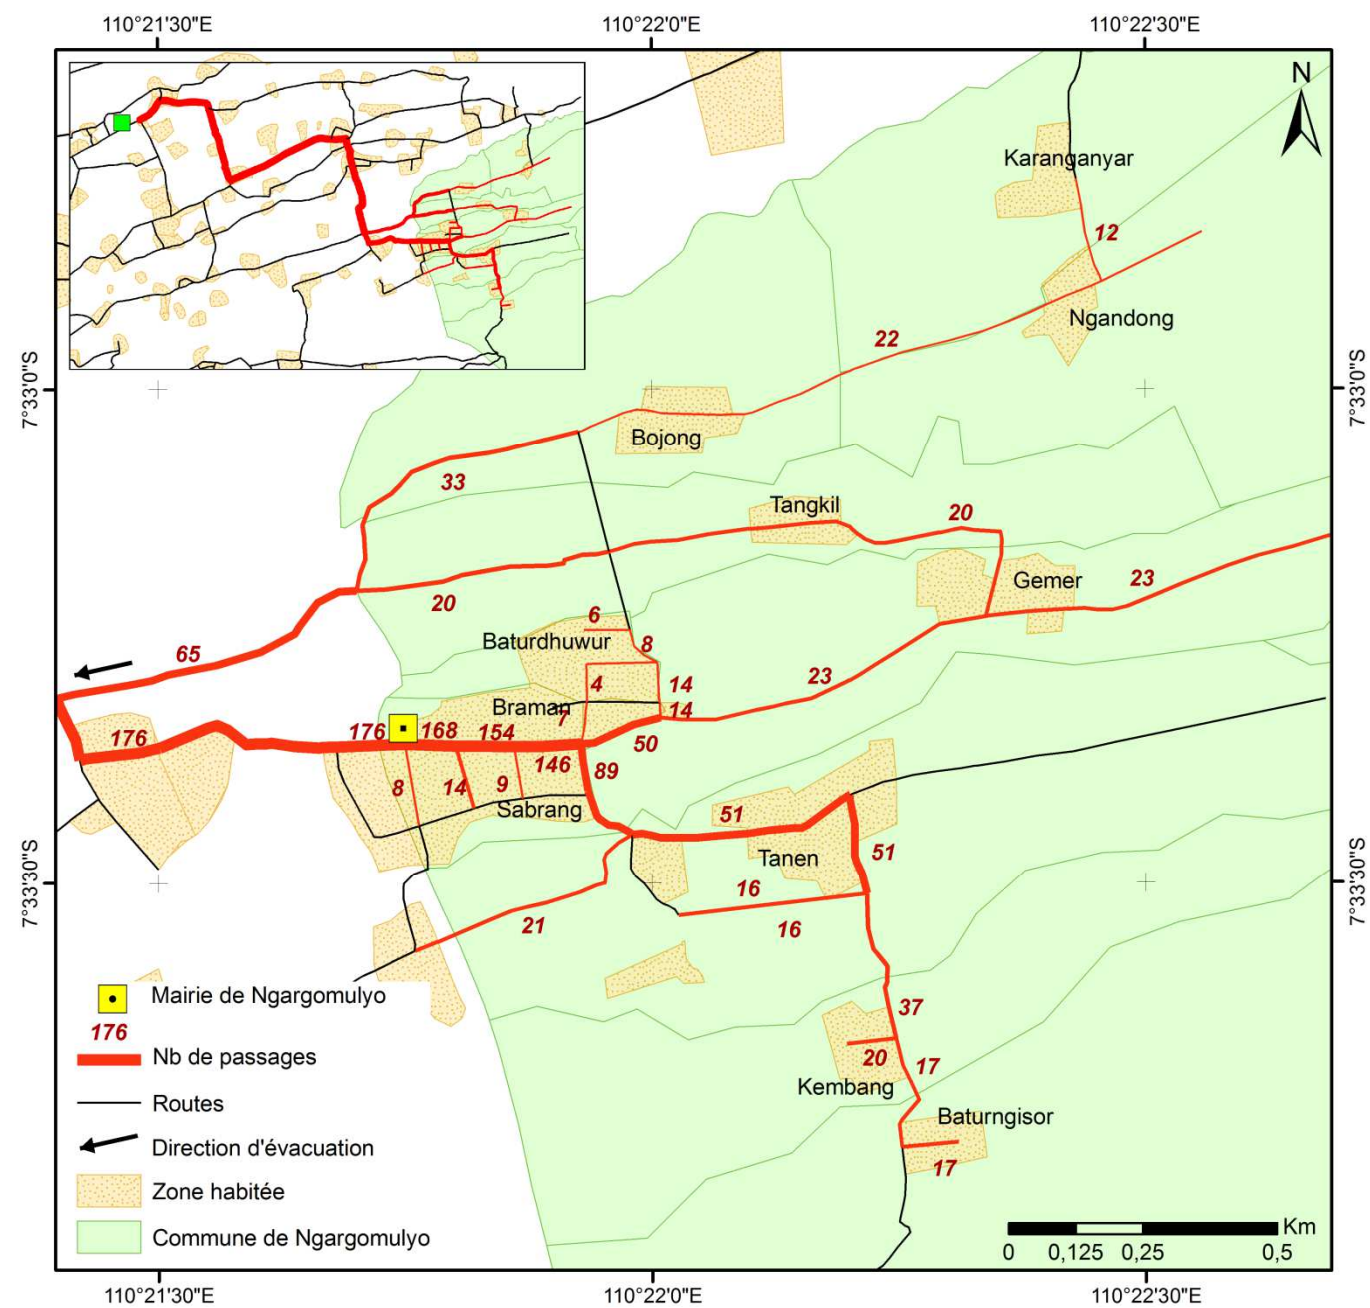 110°21'30"E
110°22'0"E
110°22'30"E
N
Karanganyar
12
Ngandong
22
7°33'0"S
7°33'0"S
Bojong
33
Tangkil
20
Gemer
23
20
6
Baturdhuwur
8
65
4
14
23
Braman
7
14
176
176
168
154
50
146
89
8
14
9
Sabrang
51
Tanen
51
7°33'30"S
7°33'30"S
16
16
21
Mairie de Ngargomulyo
176
37
Nb de passages
20
17
Kembang
Routes
Baturngisor
Direction d'évacuation
17
Zone habitée
Commune de Ngargomulyo
Km
0
0,125
0,25
0,5
110°21'30"E
110°22'0"E
110°22'30"E